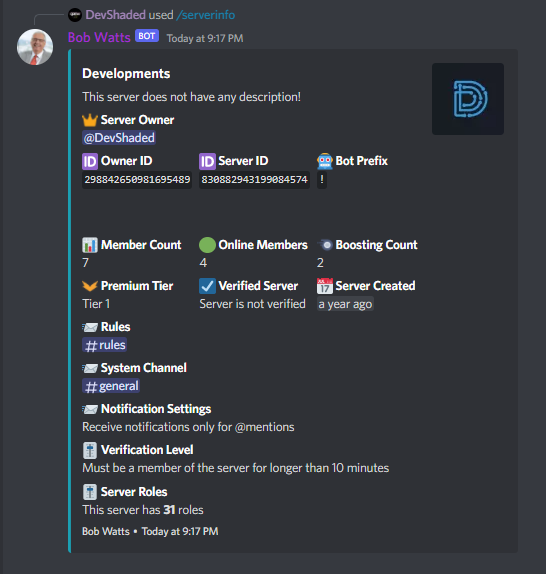 DevShaded used /serverinfo
Bob Watts BOT Today at 9:17 PM
Developments
This server does not have any description!
Server Owner
@DevShaded
ID Owner ID ID Server ID Bot Prefix
298842650981695489 830882943199084574 !
Member Count Online Members Boosting Count
7 4 2
Premium Tier Verified Server Server Created
Tier 1 Server is not verified a year ago
Rules
#rules
System Channel
#general
Notification Settings
Receive notifications only for @mentions
Verification Level
Must be a member of the server for longer than 10 minutes
Server Roles
This server has 31 roles
Bob Watts • Today at 9:17 PM